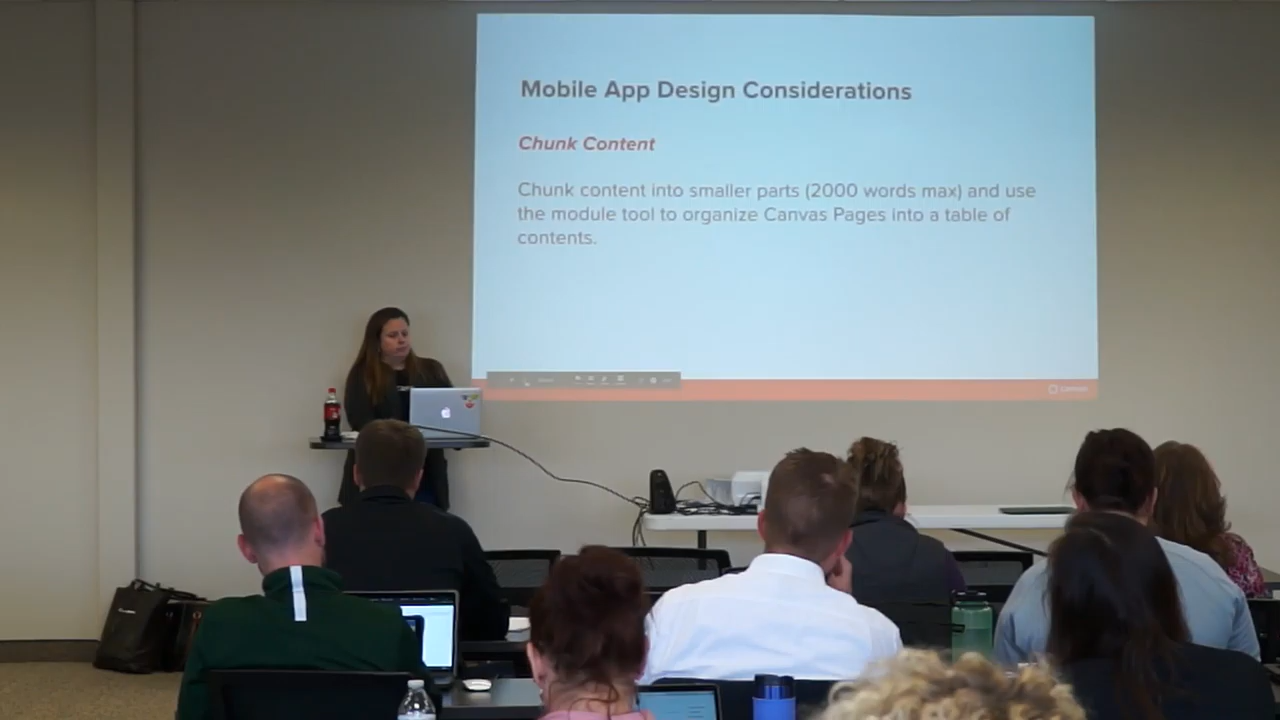 Mobile App Design Considerations
Chunk Content
Chunk content into smaller parts (2000 words max) and use
the module tool to organize Canvas Pages into a table of
contents.